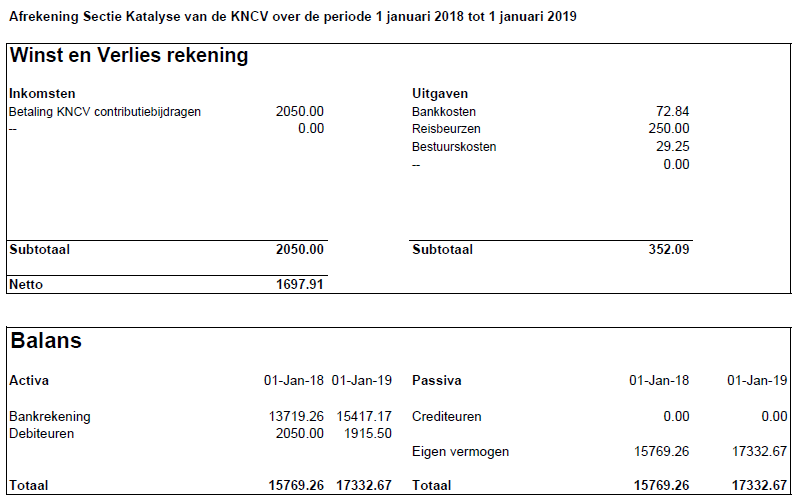 Afrekening Sectie Katalyse van de KNCV over de periode 1 januari 2018 tot 1 januari 2019
Winst en Verlies rekening
Inkomsten Uitgaven
Betaling KNCV contributiebijdragen 2050.00 Bankkosten 72.84
-- 0.00 Reisbeurzen 250.00
Bestuurskosten 29.25
-- 0.00
Subtotaal 2050.00 Subtotaal 352.09
Netto 1697.91
Balans
Activa 01-Jan-18 01-Jan-19 Passiva 01-Jan-18 01-Jan-19
Bankrekening 13719.26 15417.17 Crediteuren 0.00 0.00
Debiteuren 2050.00 1915.50
Eigen vermogen 15769.26 17332.67
Totaal 15769.26 17332.67 Totaal 15769.26 17332.67